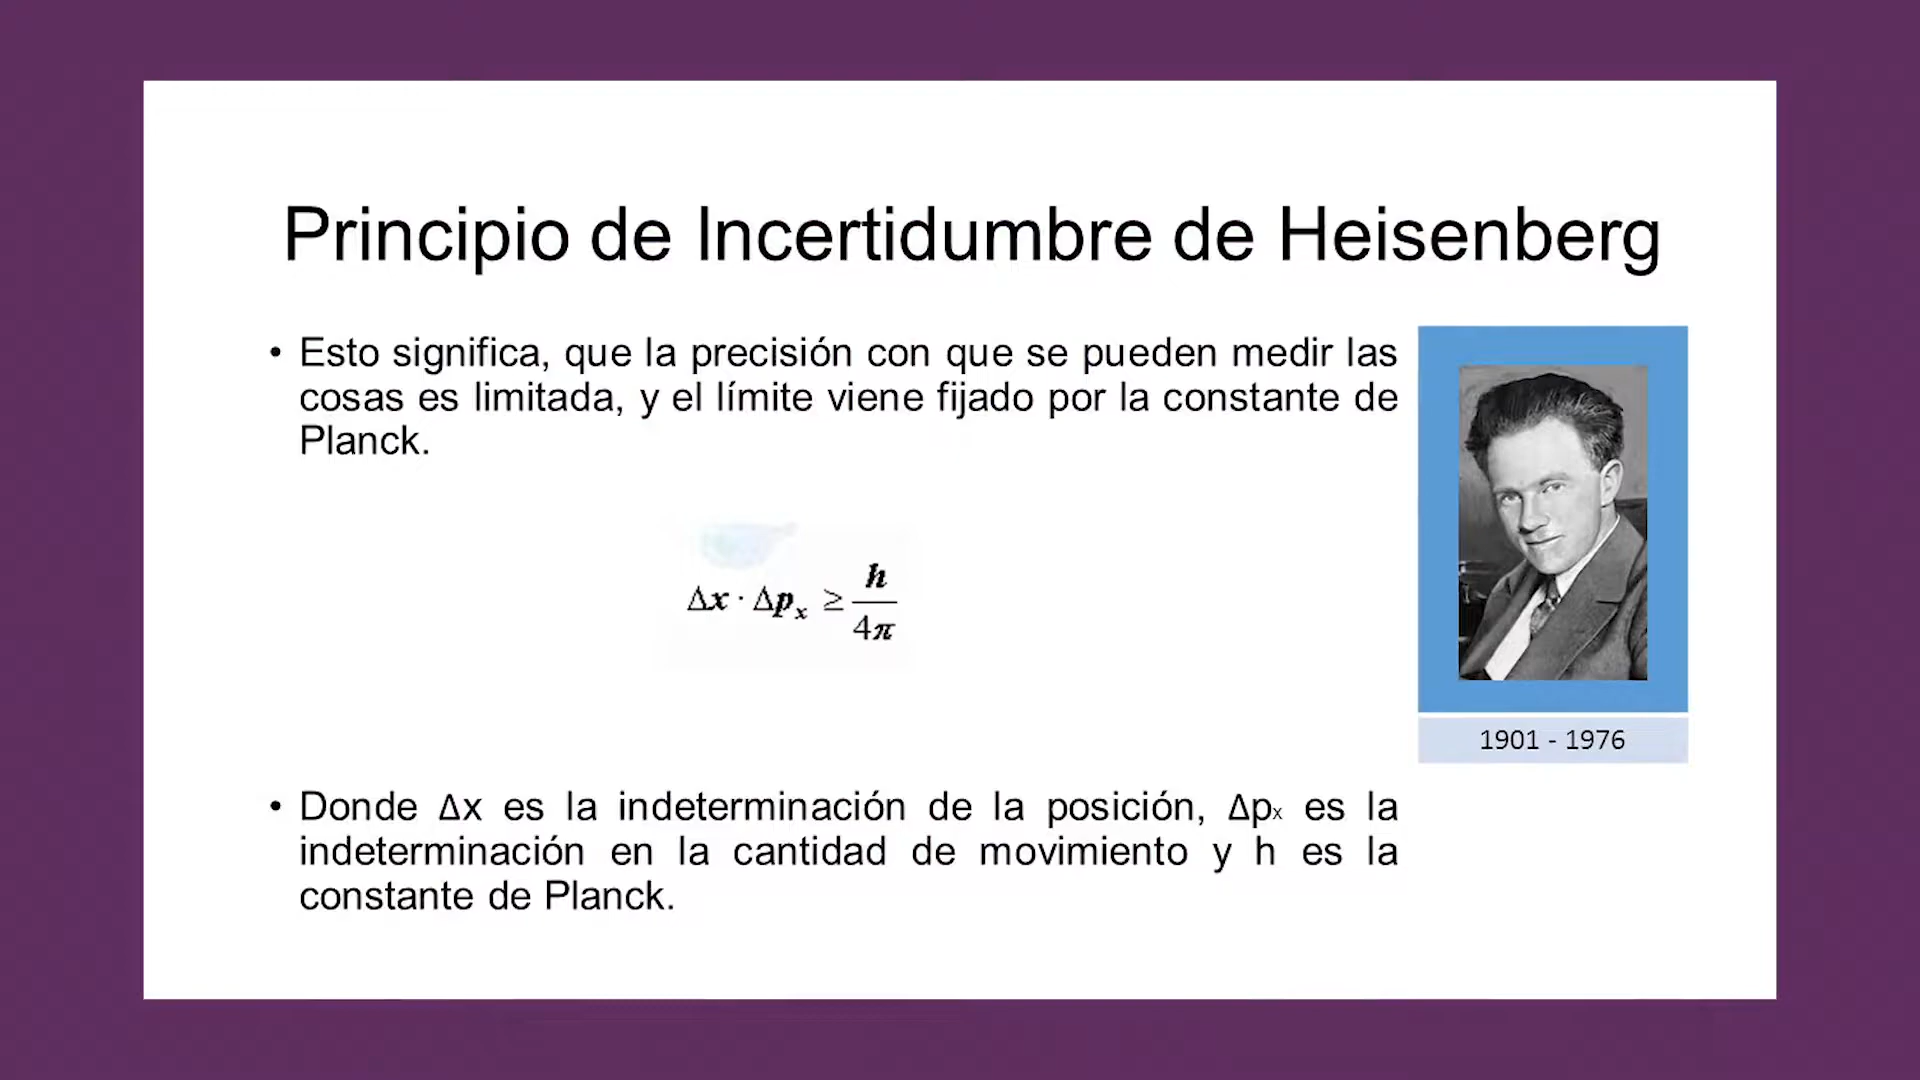 Principio de Incertidumbre de Heisenberg
• Esto significa, que la precisión con que se pueden medir las
cosas es limitada, y el límite viene fijado por la constante de
Planck.
Δx · Δpₓ ≥ h / 4π
1901 - 1976
• Donde Δx es la indeterminación de la posición, Δpₓ es la
indeterminación en la cantidad de movimiento y h es la
constante de Planck.